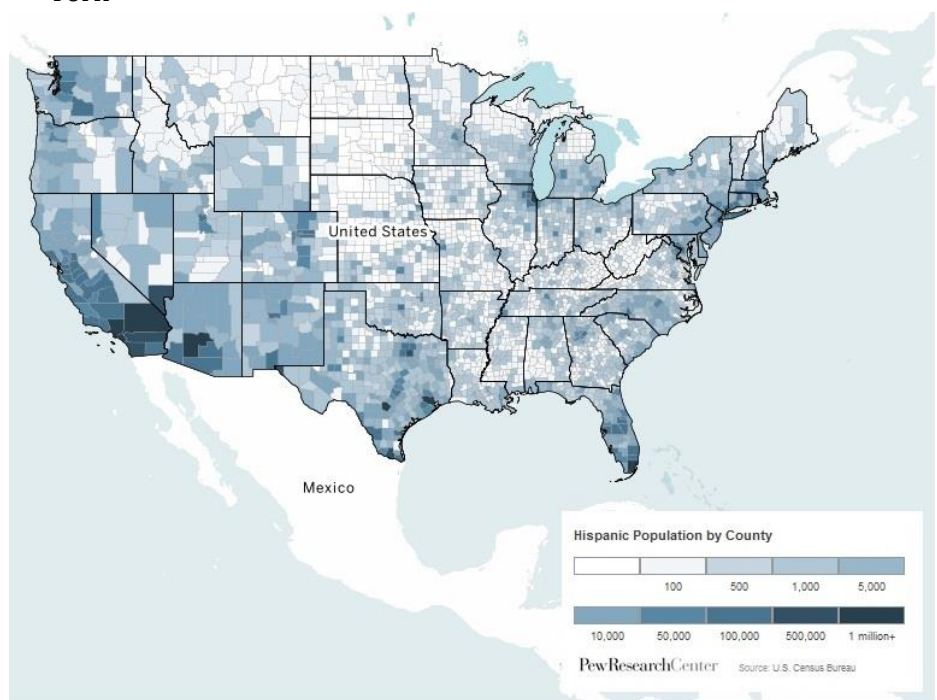 United States
Mexico
Hispanic Population by County
100 500 1,000 5,000
10,000 50,000 100,000 500,000 1 million+
PewResearchCenter Source: U.S. Census Bureau